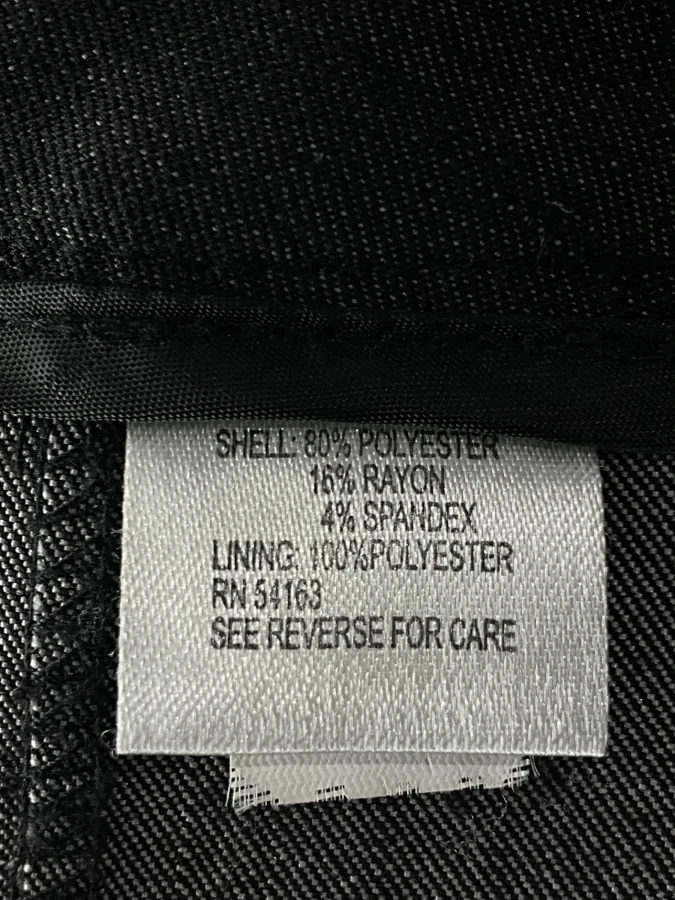 SHELL: 80% POLYESTER
16% RAYON
4% SPANDEX
LINING: 100%POLYESTER
RN 54163
SEE REVERSE FOR CARE